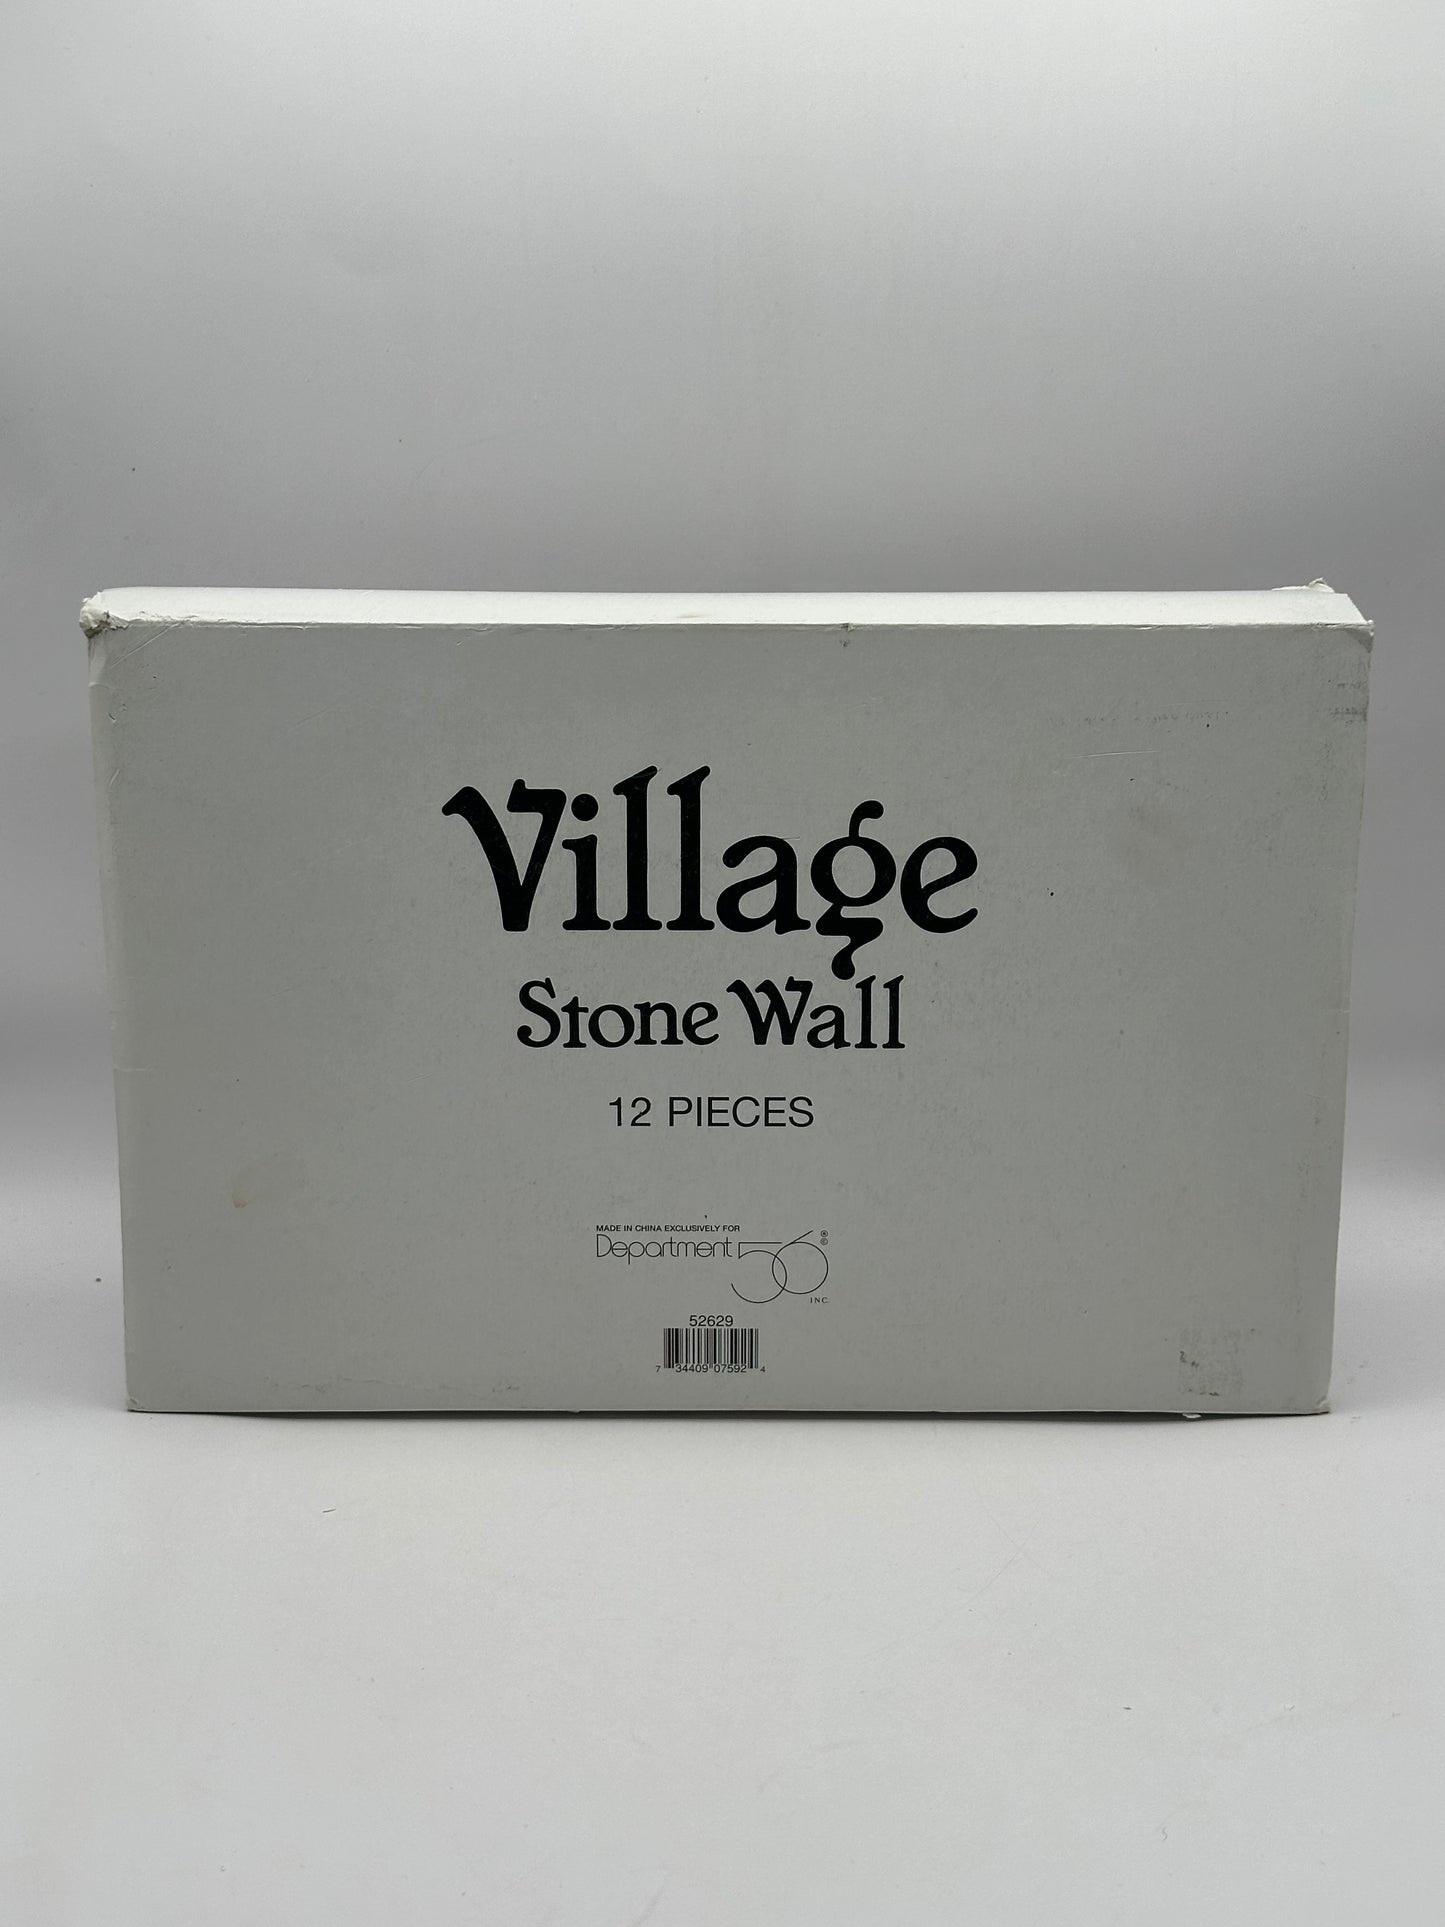 Village
Stone Wall
12 PIECES
MADE IN CHINA EXCLUSIVELY FOR
Department 56 ® ©
INC.
52629
7 34409 07592 4